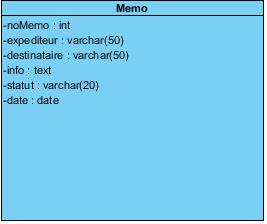 Memo
-noMemo : int
-expediteur : varchar(50)
-destinataire : varchar(50)
-info : text
-statut : varchar(20)
-date : date